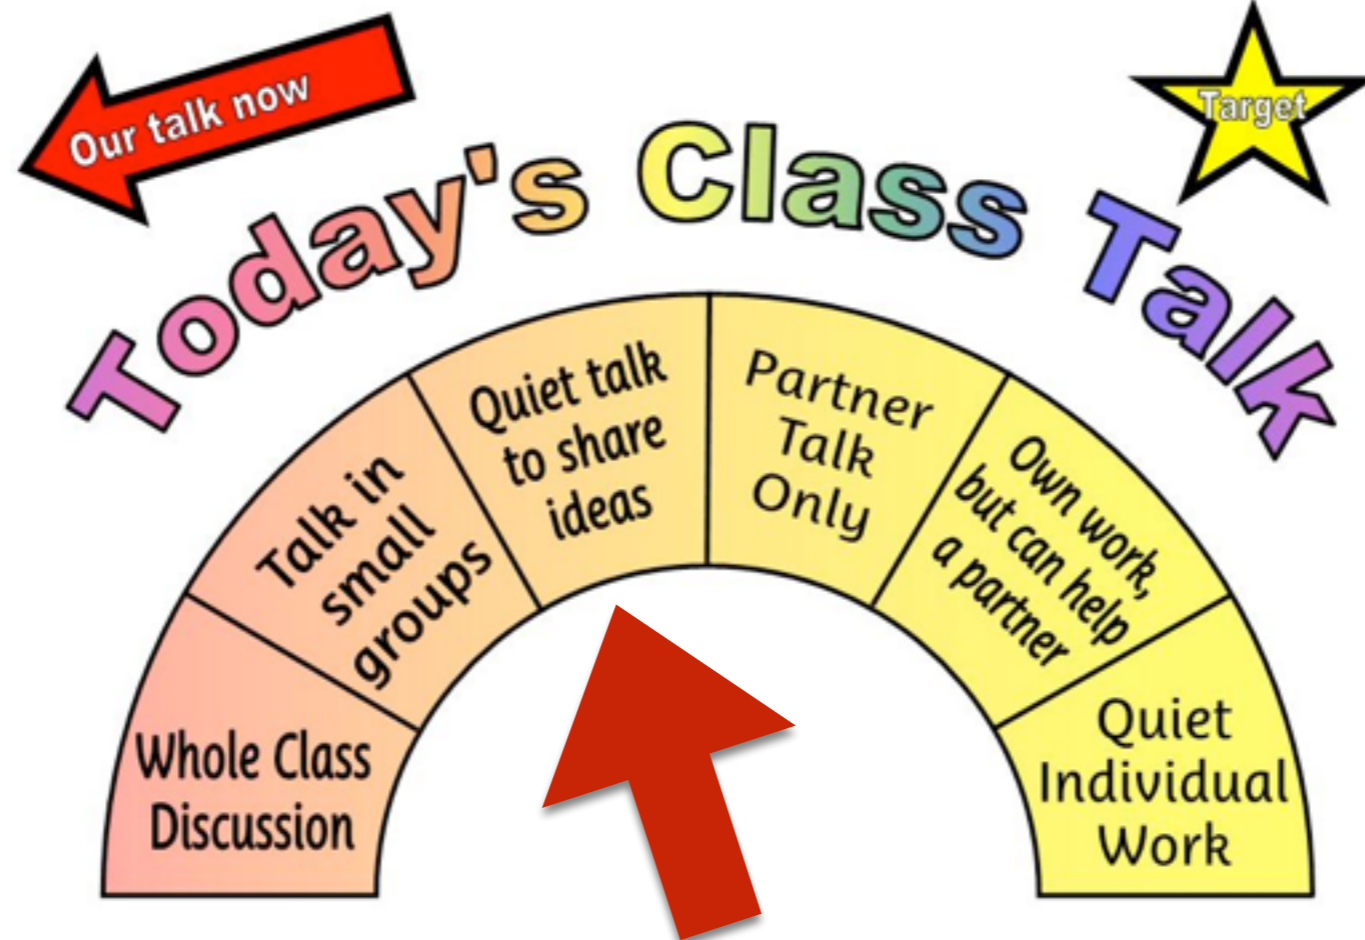 Our talk now
Target
Today's Class Talk
Whole Class
Discussion
Talk in
small
groups
Quiet talk
to share
ideas
Partner
Talk
Only
Own work,
but can help
a partner
Quiet
Individual
Work